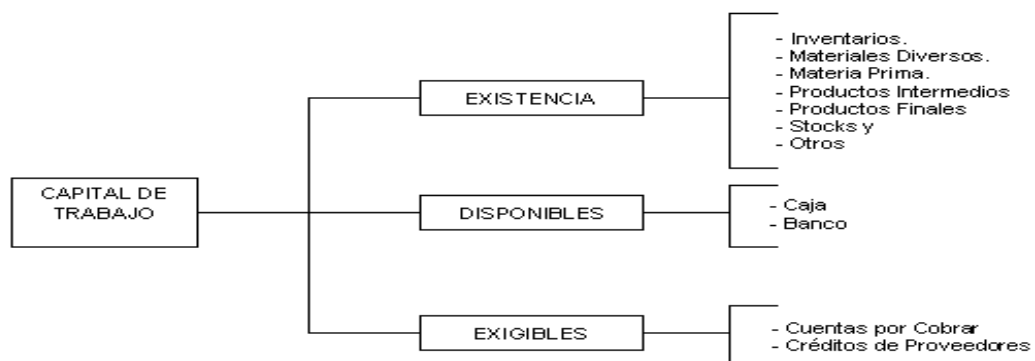 CAPITAL DE
TRABAJO
EXISTENCIA
- Inventarios.
- Materiales Diversos.
- Materia Prima.
- Productos Intermedios
- Productos Finales
- Stocks y
- Otros
DISPONIBLES
- Caja
- Banco
EXIGIBLES
- Cuentas por Cobrar
- Créditos de Proveedores